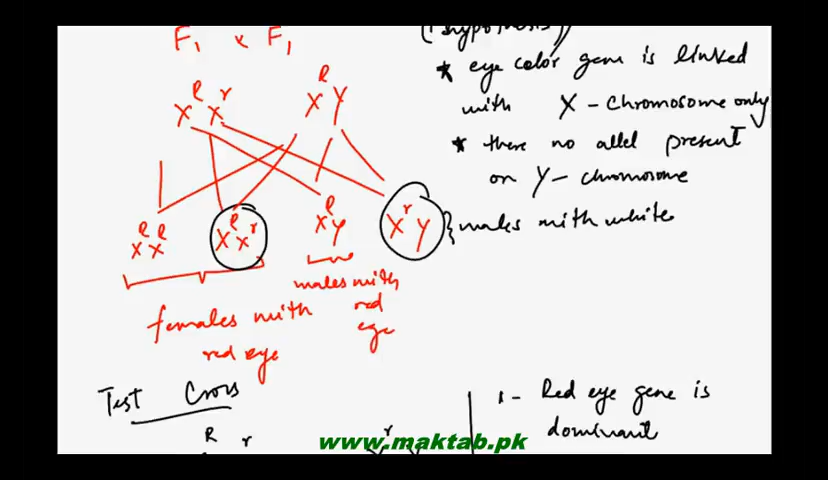 (hypothesis)
F₁ × F₁
* eye color gene is linked
with X - chromosome only
* there no allel present
on Y - chromosome
X^R X^r X^R Y
X^R X^R X^R X^r X^R Y X^r Y } males with white
females with
red eye
males with
red
eye
Test Cross
1 - Red eye gene is
dominant
R r r
www.maktab.pk